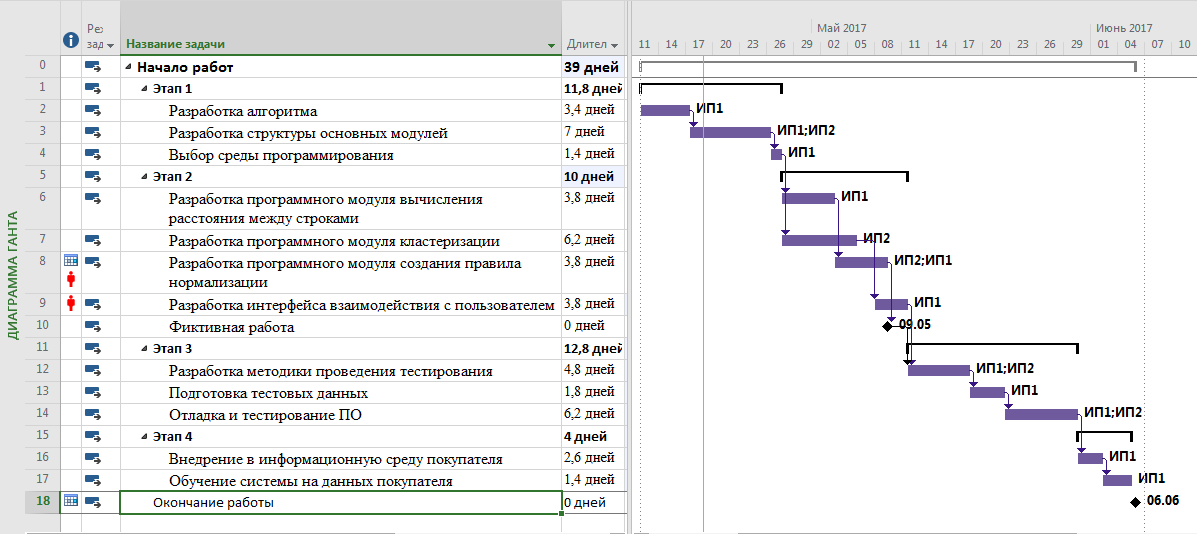 ДИАГРАММА ГАНТА
Ре
зад
Название задачи
Длител
Май 2017
Июнь 2017
11 14 17 20 23 26 29 02 05 08 11 14 17 20 23 26 29 01 04 07 10
0 Начало работ 39 дней
1 Этап 1 11,8 дней
2 Разработка алгоритма 3,4 дней ИП1
3 Разработка структуры основных модулей 7 дней ИП1;ИП2
4 Выбор среды программирования 1,4 дней ИП1
5 Этап 2 10 дней
6 Разработка программного модуля вычисления 3,8 дней ИП1
расстояния между строками
7 Разработка программного модуля кластеризации 6,2 дней ИП2
8 Разработка программного модуля создания правила 3,8 дней ИП2;ИП1
нормализации
9 Разработка интерфейса взаимодействия с пользователем 3,8 дней ИП1
10 Фиктивная работа 0 дней 09.05
11 Этап 3 12,8 дней
12 Разработка методики проведения тестирования 4,8 дней ИП1;ИП2
13 Подготовка тестовых данных 1,8 дней ИП1
14 Отладка и тестирование ПО 6,2 дней ИП1;ИП2
15 Этап 4 4 дней
16 Внедрение в информационную среду покупателя 2,6 дней ИП1
17 Обучение системы на данных покупателя 1,4 дней ИП1
18 Окончание работы 0 дней 06.06